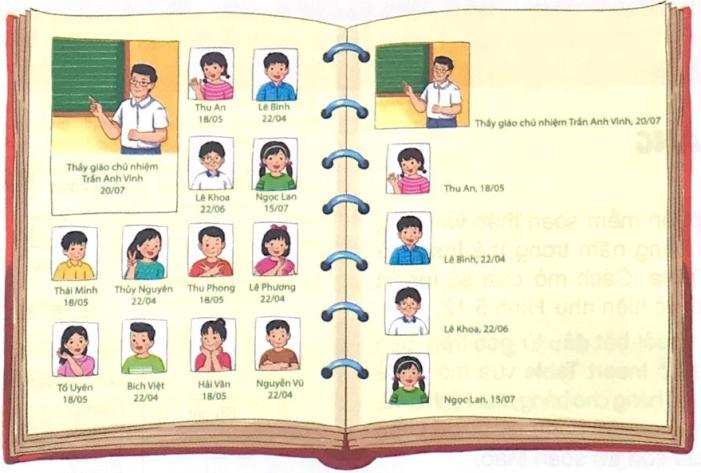 Thầy giáo chủ nhiệm
Trần Anh Vinh
20/07
Thu An
18/05
Lê Bình
22/04
Lê Khoa
22/06
Ngọc Lan
15/07
Thái Minh
18/05
Thủy Nguyên
22/04
Thu Phong
18/05
Lê Phương
22/04
Tố Uyên
18/05
Bích Việt
22/04
Hải Vân
18/05
Nguyên Vũ
22/04
Thầy giáo chủ nhiệm Trần Anh Vinh, 20/07
Thu An, 18/05
Lê Bình, 22/04
Lê Khoa, 22/06
Ngọc Lan, 15/07